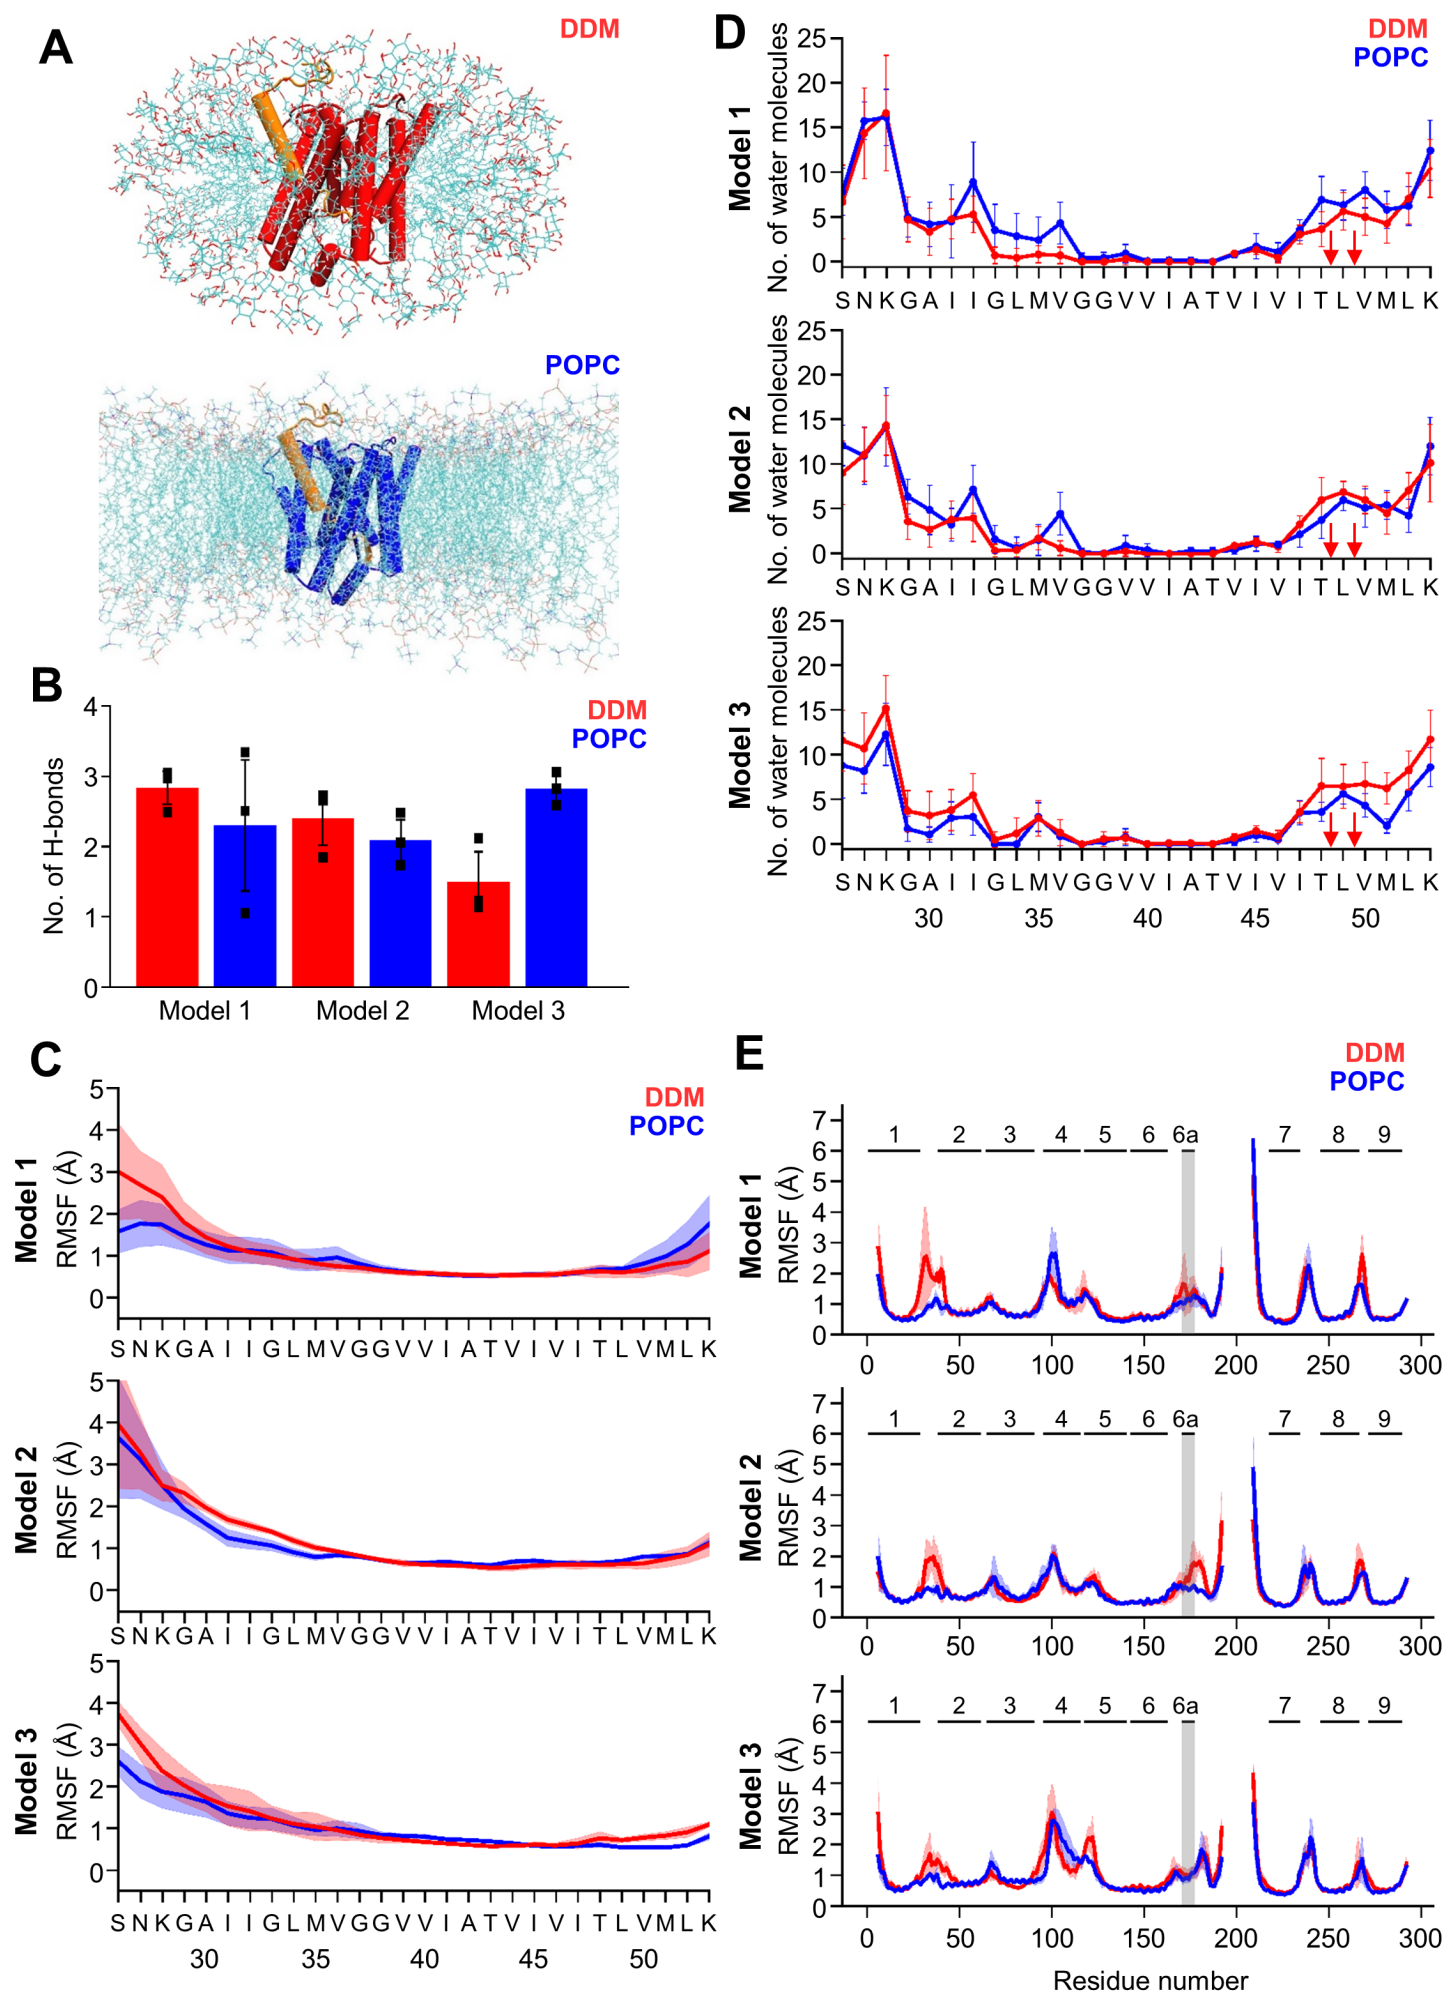 A
DDM
POPC
B
DDM
POPC
No. of H-bonds
4
3
2
1
0
Model 1 Model 2 Model 3
C
DDM
POPC
Model 1
RMSF (Å)
5
4
3
2
1
0
S N K G A I I G L M V G G V V I A T V I V I T L V M L K
Model 2
RMSF (Å)
5
4
3
2
1
0
S N K G A I I G L M V G G V V I A T V I V I T L V M L K
Model 3
RMSF (Å)
5
4
3
2
1
0
S N K G A I I G L M V G G V V I A T V I V I T L V M L K
30 35 40 45 50
D
DDM
POPC
Model 1
No. of water molecules
25
20
15
10
5
0
S N K G A I I G L M V G G V V I A T V I V I T L V M L K
Model 2
No. of water molecules
25
20
15
10
5
0
S N K G A I I G L M V G G V V I A T V I V I T L V M L K
Model 3
No. of water molecules
25
20
15
10
5
0
S N K G A I I G L M V G G V V I A T V I V I T L V M L K
30 35 40 45 50
E
DDM
POPC
Model 1
RMSF (Å)
7
6
5
4
3
2
1
0
1 2 3 4 5 6 6a 7 8 9
0 50 100 150 200 250 300
Model 2
RMSF (Å)
7
6
5
4
3
2
1
0
1 2 3 4 5 6 6a 7 8 9
0 50 100 150 200 250 300
Model 3
RMSF (Å)
7
6
5
4
3
2
1
0
1 2 3 4 5 6 6a 7 8 9
0 50 100 150 200 250 300
Residue number